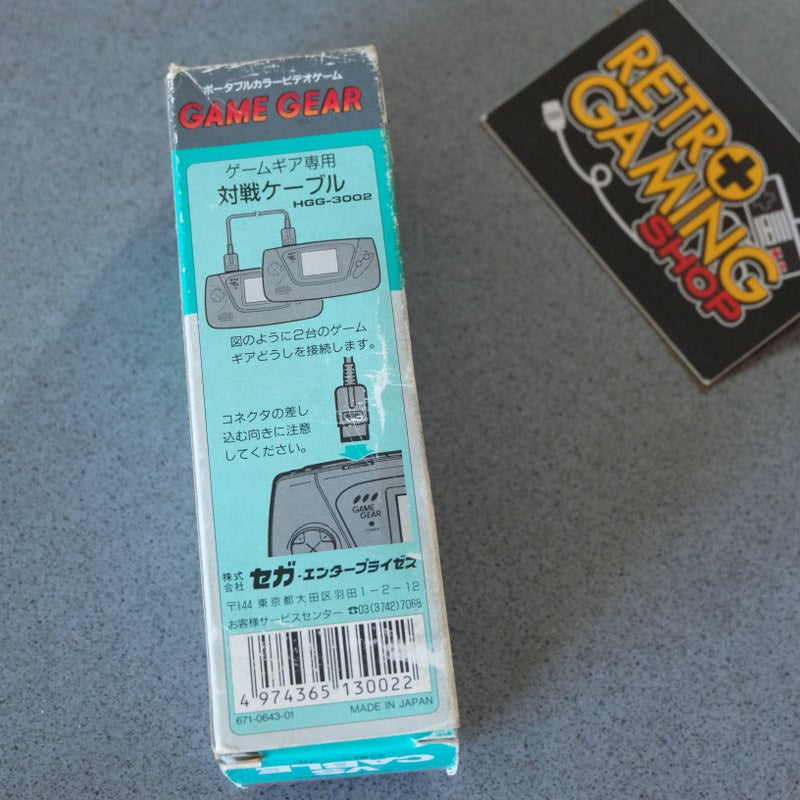 ポータブルカラービデオゲーム
GAME GEAR
ゲームギア専用
対戦ケーブル
HGG-3002
図のように2台のゲーム
ギアどうしを接続します。
コネクタの差し
込む向きに注意
してください。
GAME
GEAR
POWER
株式会社 セガ・エンタープライゼス
〒144 東京都大田区羽田1-2-12
お客様サービスセンター ☎03(3742)7068
4 974365 130022
671-0643-01
MADE IN JAPAN
VS
CABLE
RETRO
GAMING
SHOP